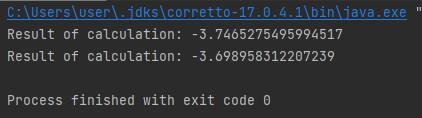 C:\Users\user\.jdks\corretto-17.0.4.1\bin\java.exe "
Result of calculation: -3.7465275495994517
Result of calculation: -3.698958312207239
Process finished with exit code 0